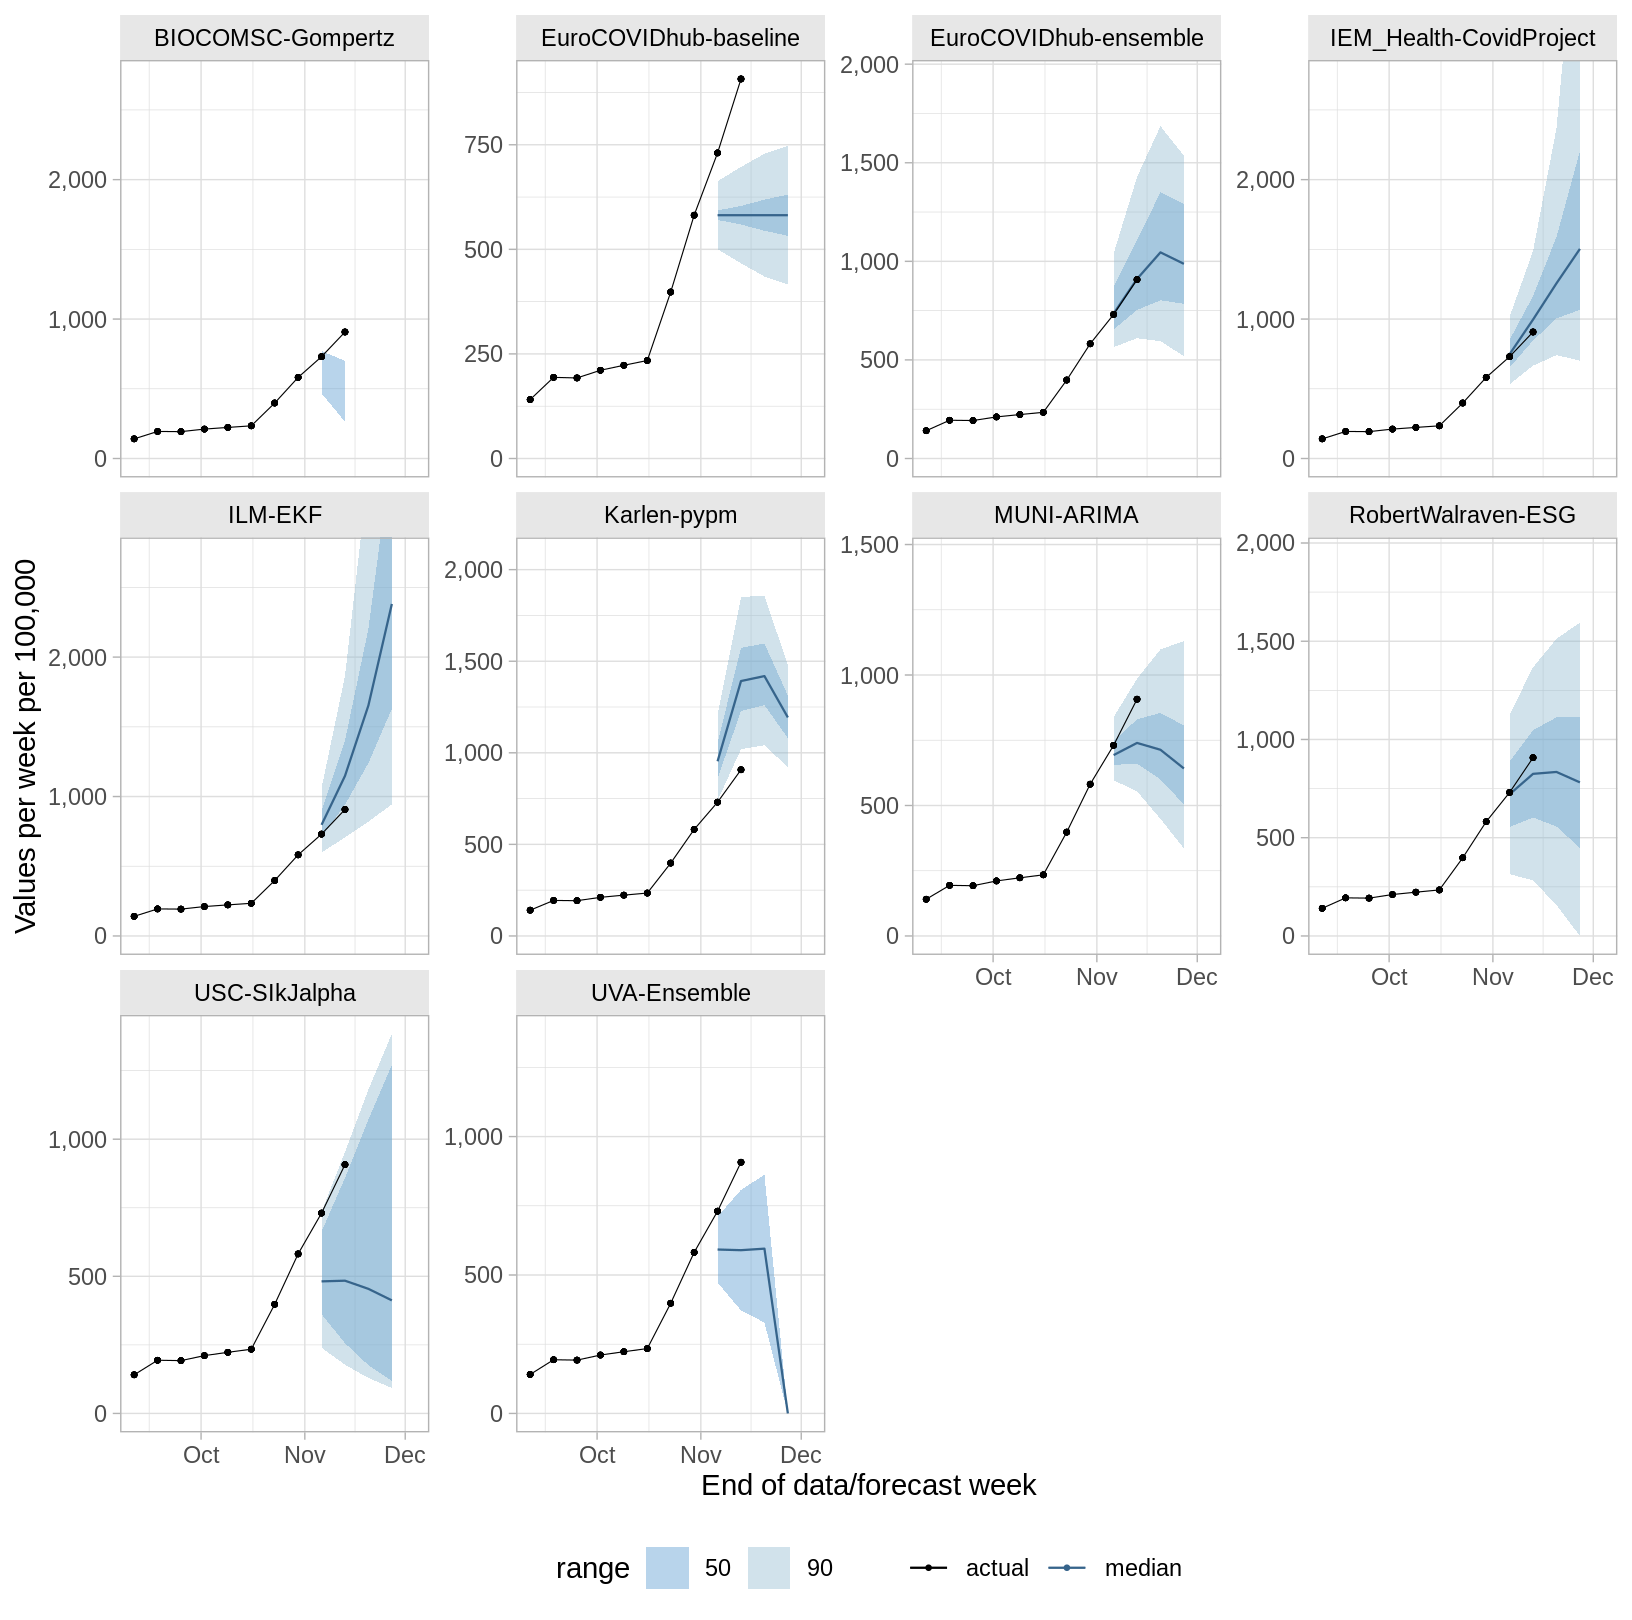 BIOCOMSC-Gompertz
EuroCOVIDhub-baseline
EuroCOVIDhub-ensemble
IEM_Health-CovidProject
2,000
1,000
0
750
500
250
0
2,000
1,500
1,000
500
0
2,000
1,000
0
ILM-EKF
Karlen-pypm
MUNI-ARIMA
RobertWalraven-ESG
2,000
1,000
0
2,000
1,500
1,000
500
0
1,500
1,000
500
0
2,000
1,500
1,000
500
0
Oct Nov Dec
Oct Nov Dec
Values per week per 100,000
USC-SIkJalpha
UVA-Ensemble
1,000
500
0
1,000
500
0
Oct Nov Dec
Oct Nov Dec
End of data/forecast week
range 50 90 actual median